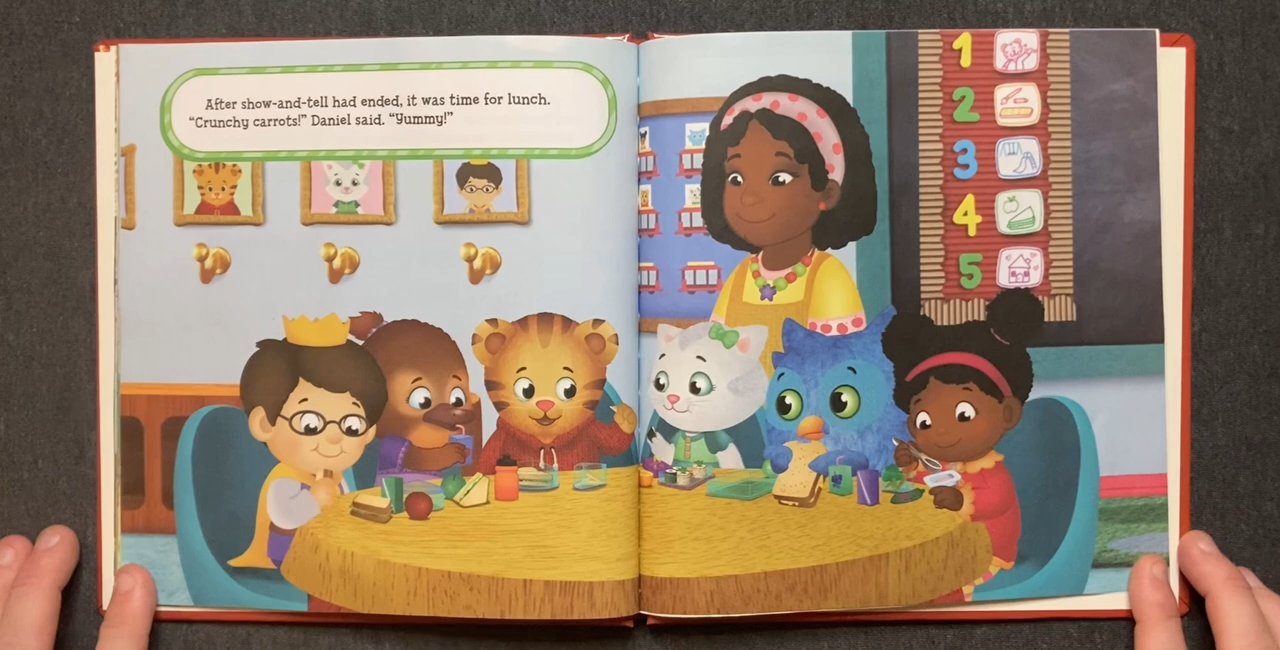 After show-and-tell had ended, it was time for lunch.
“Crunchy carrots!” Daniel said. “Yummy!”
1
2
3
4
5